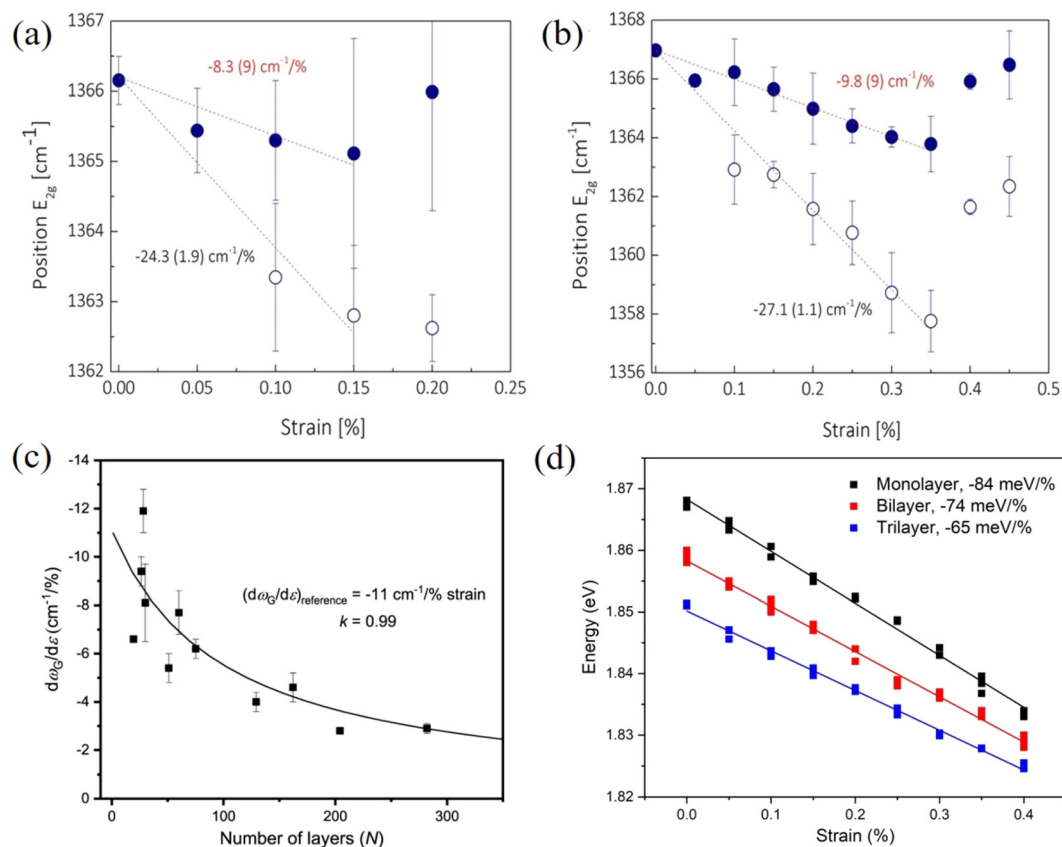 (a)
1367
1366
1365
1364
1363
1362
Position E2g [cm-1]
-8.3 (9) cm-1/%
-24.3 (1.9) cm-1/%
0.00 0.05 0.10 0.15 0.20 0.25
Strain [%]
(b)
1368
1366
1364
1362
1360
1358
1356
Position E2g [cm-1]
-9.8 (9) cm-1/%
-27.1 (1.1) cm-1/%
0.0 0.1 0.2 0.3 0.4 0.5
Strain [%]
(c)
-14
-12
-10
-8
-6
-4
-2
0
dωG/dε (cm-1/%)
(dωG/dε)reference = -11 cm-1/% strain
k = 0.99
0 50 100 150 200 250 300
Number of layers (N)
(d)
1.87
1.86
1.85
1.84
1.83
1.82
Energy (eV)
Monolayer, -84 meV/%
Bilayer, -74 meV/%
Trilayer, -65 meV/%
0.0 0.1 0.2 0.3 0.4
Strain (%)